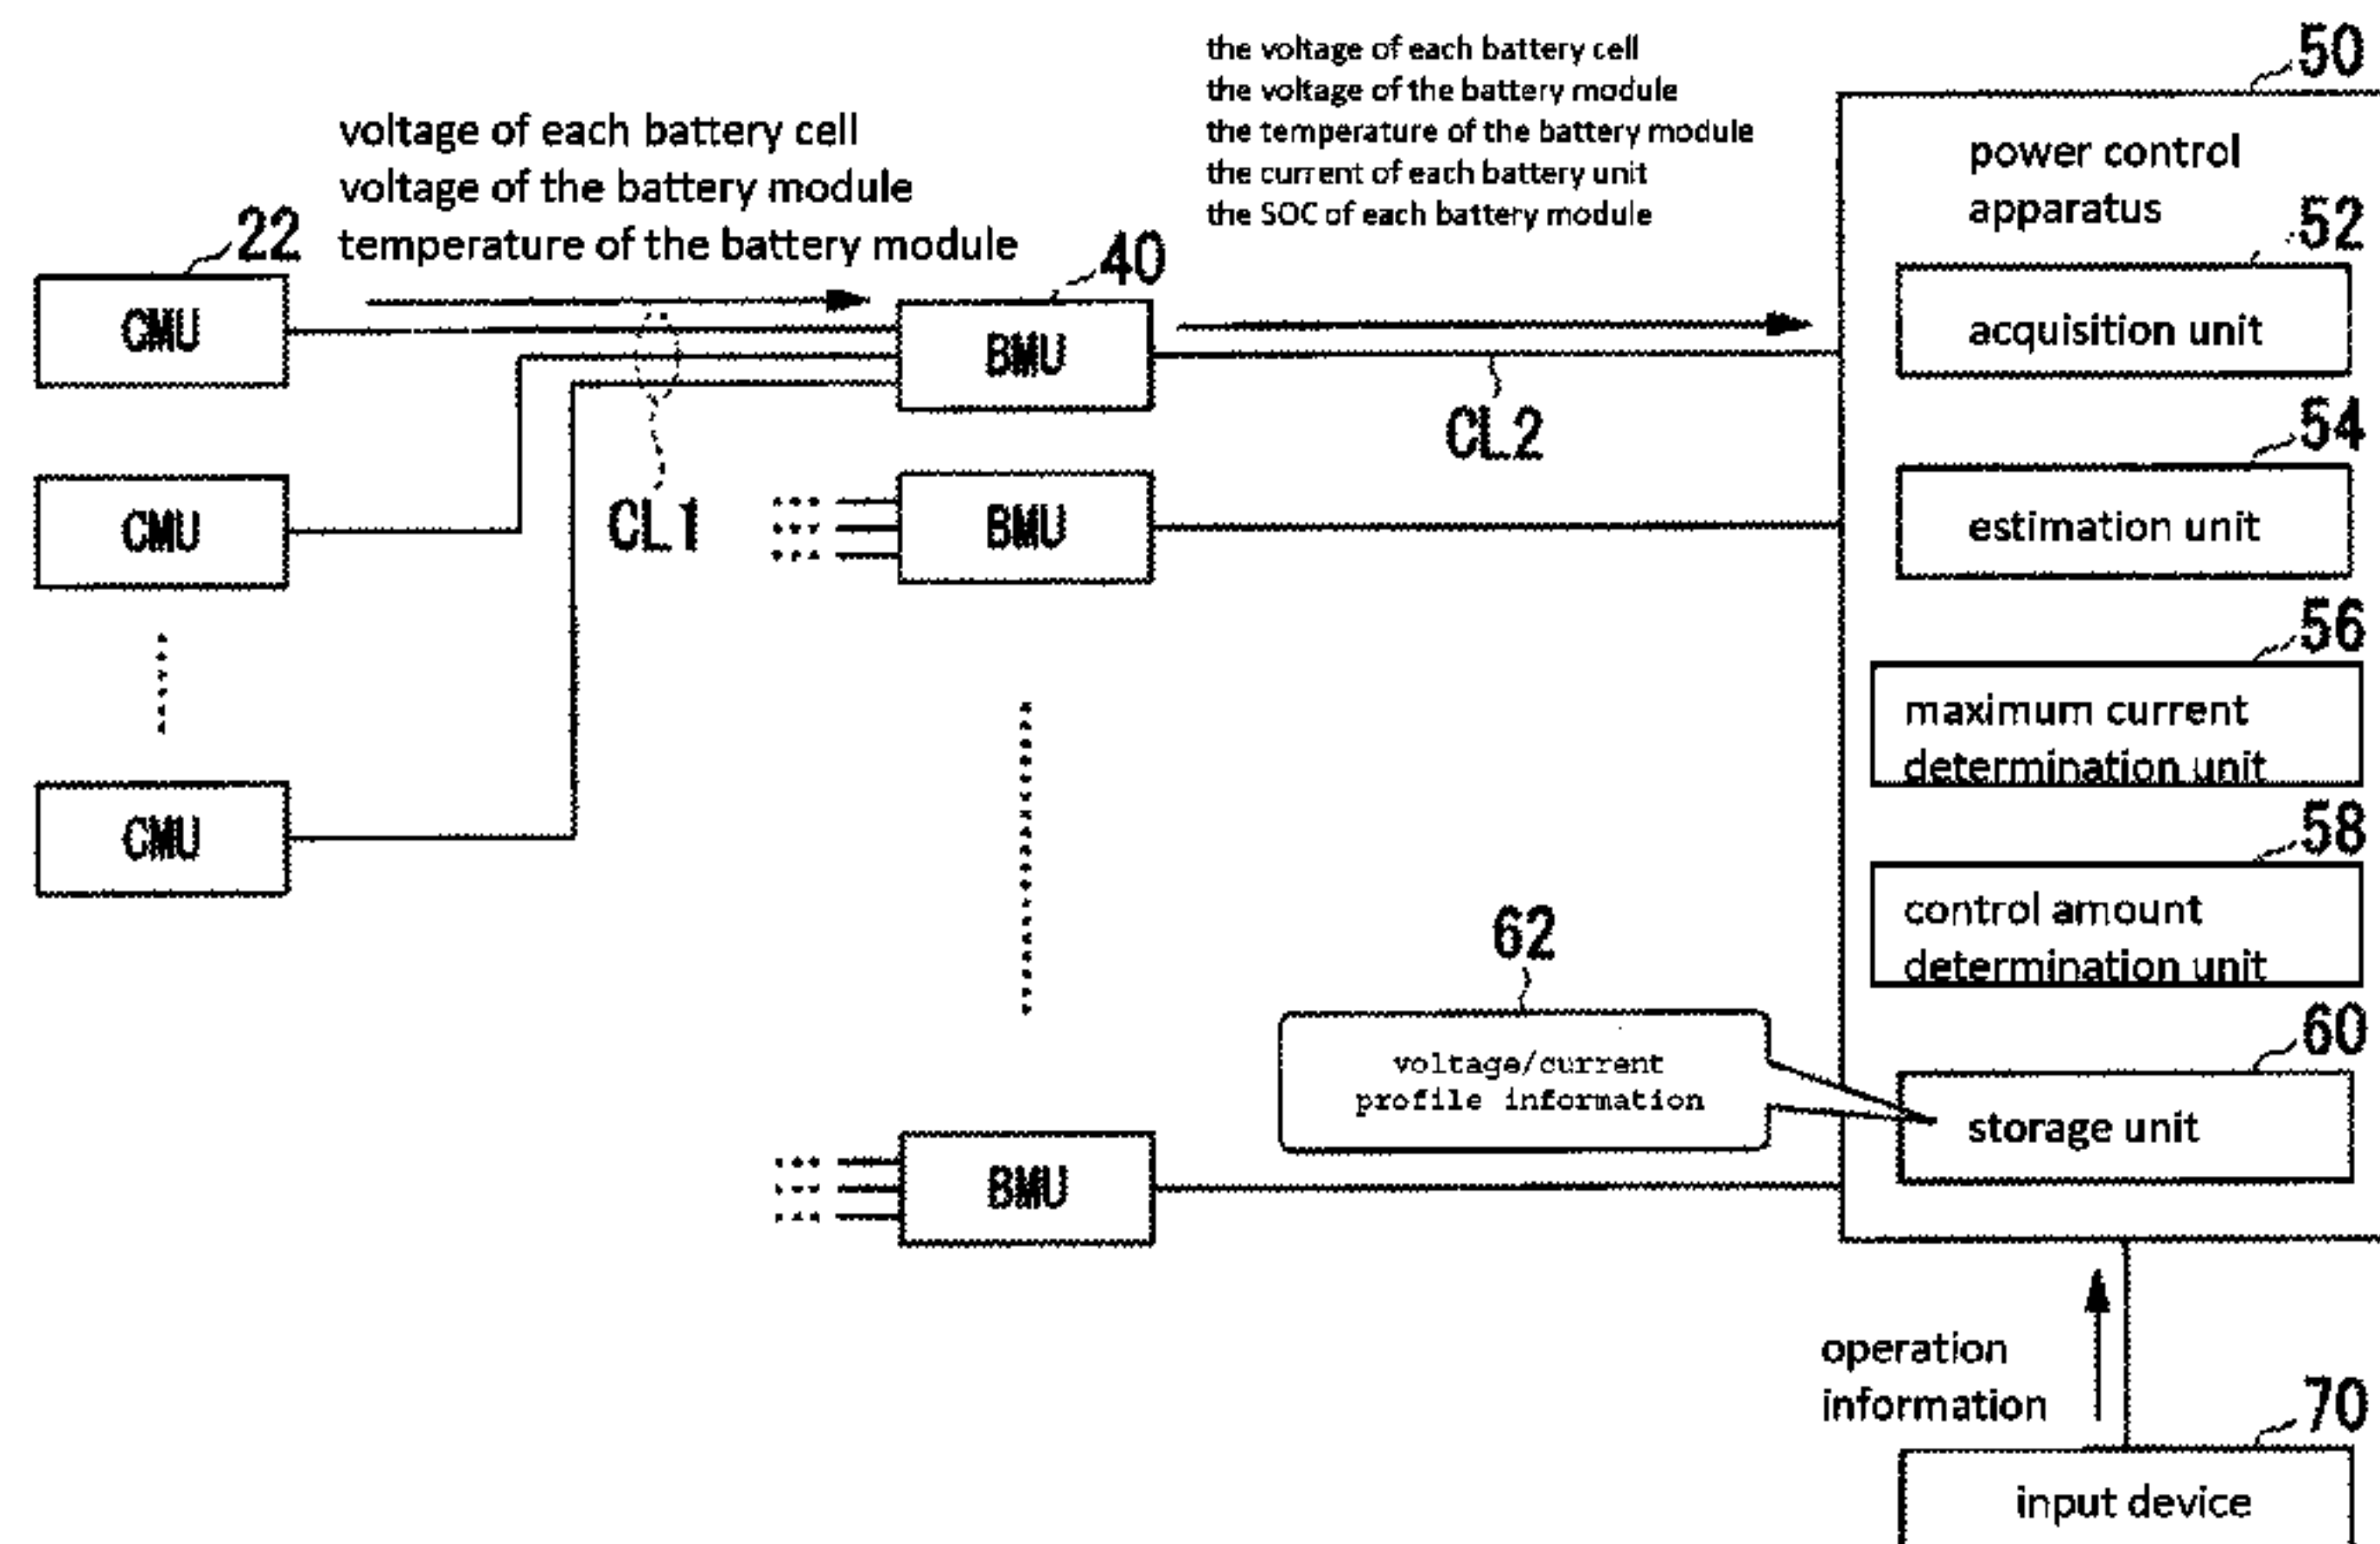 the voltage of each battery cell
the voltage of the battery module
the temperature of the battery module
the current of each battery unit
the SOC of each battery module
voltage of each battery cell
voltage of the battery module
temperature of the battery module
22
CMU
CMU
CMU
CL1
40
BMU
BMU
BMU
CL2
50
power control
apparatus
52
acquisition unit
54
estimation unit
56
maximum current
determination unit
58
control amount
determination unit
60
storage unit
62
voltage/current
profile information
operation
information
70
input device